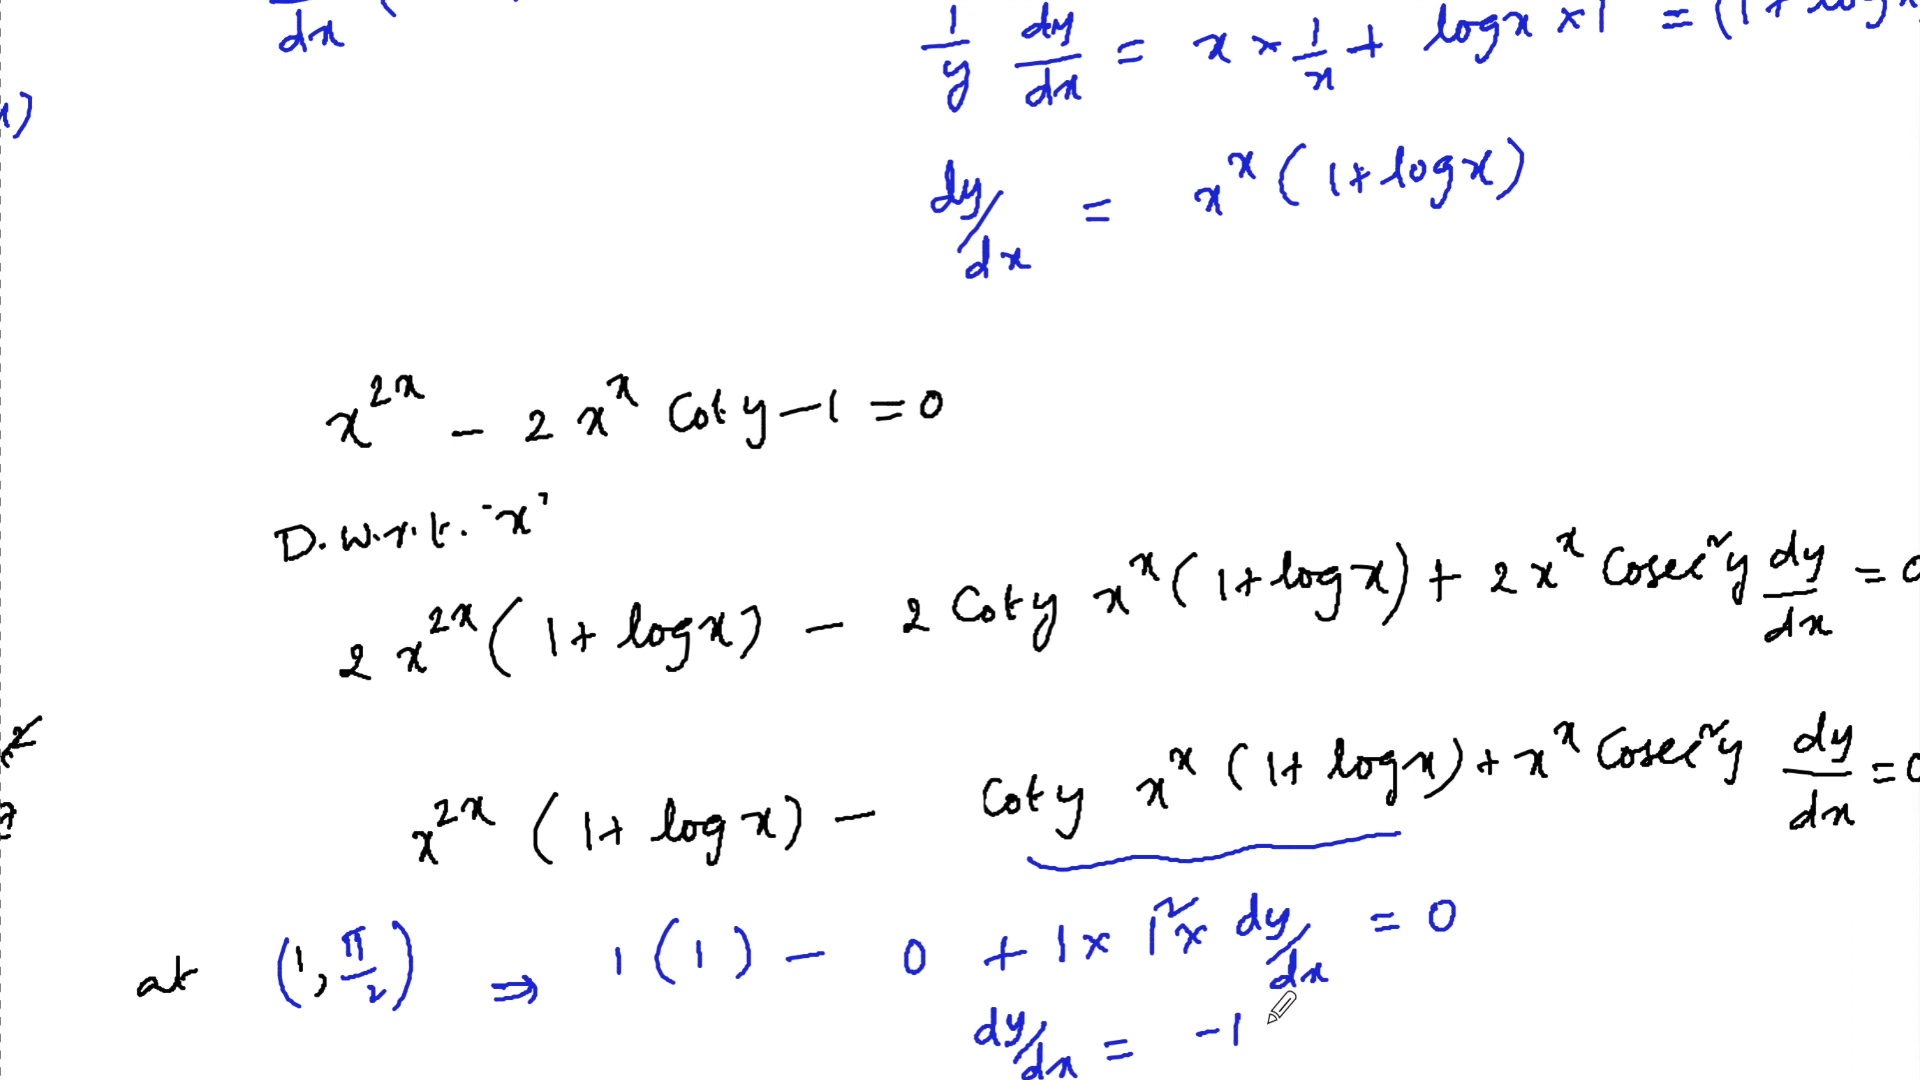 dx
1/y dy/dx = x × 1/x + log x × 1 = (1 + log x
x)
dy/dx = x^x (1 + log x)
x^{2x} - 2 x^x Cot y - 1 = 0
D. w.r.t. 'x'
2 x^{2x} (1 + log x) - 2 Cot y x^x (1 + log x) + 2 x^x Cosec²y dy/dx = 0
x^{2x} (1 + log x) - Cot y x^x (1 + log x) + x^x Cosec²y dy/dx = 0
at (1, π/2) ⇒ 1 (1) - 0 + 1 × 1² × dy/dx = 0
dy/dx = -1